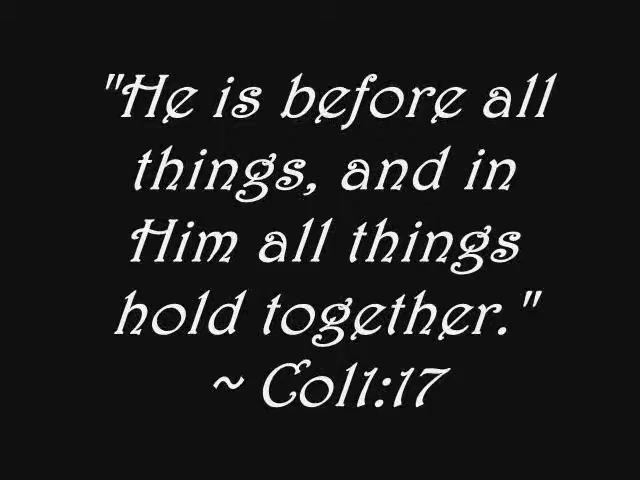 "He is before all
things, and in
Him all things
hold together."
~ Col1:17